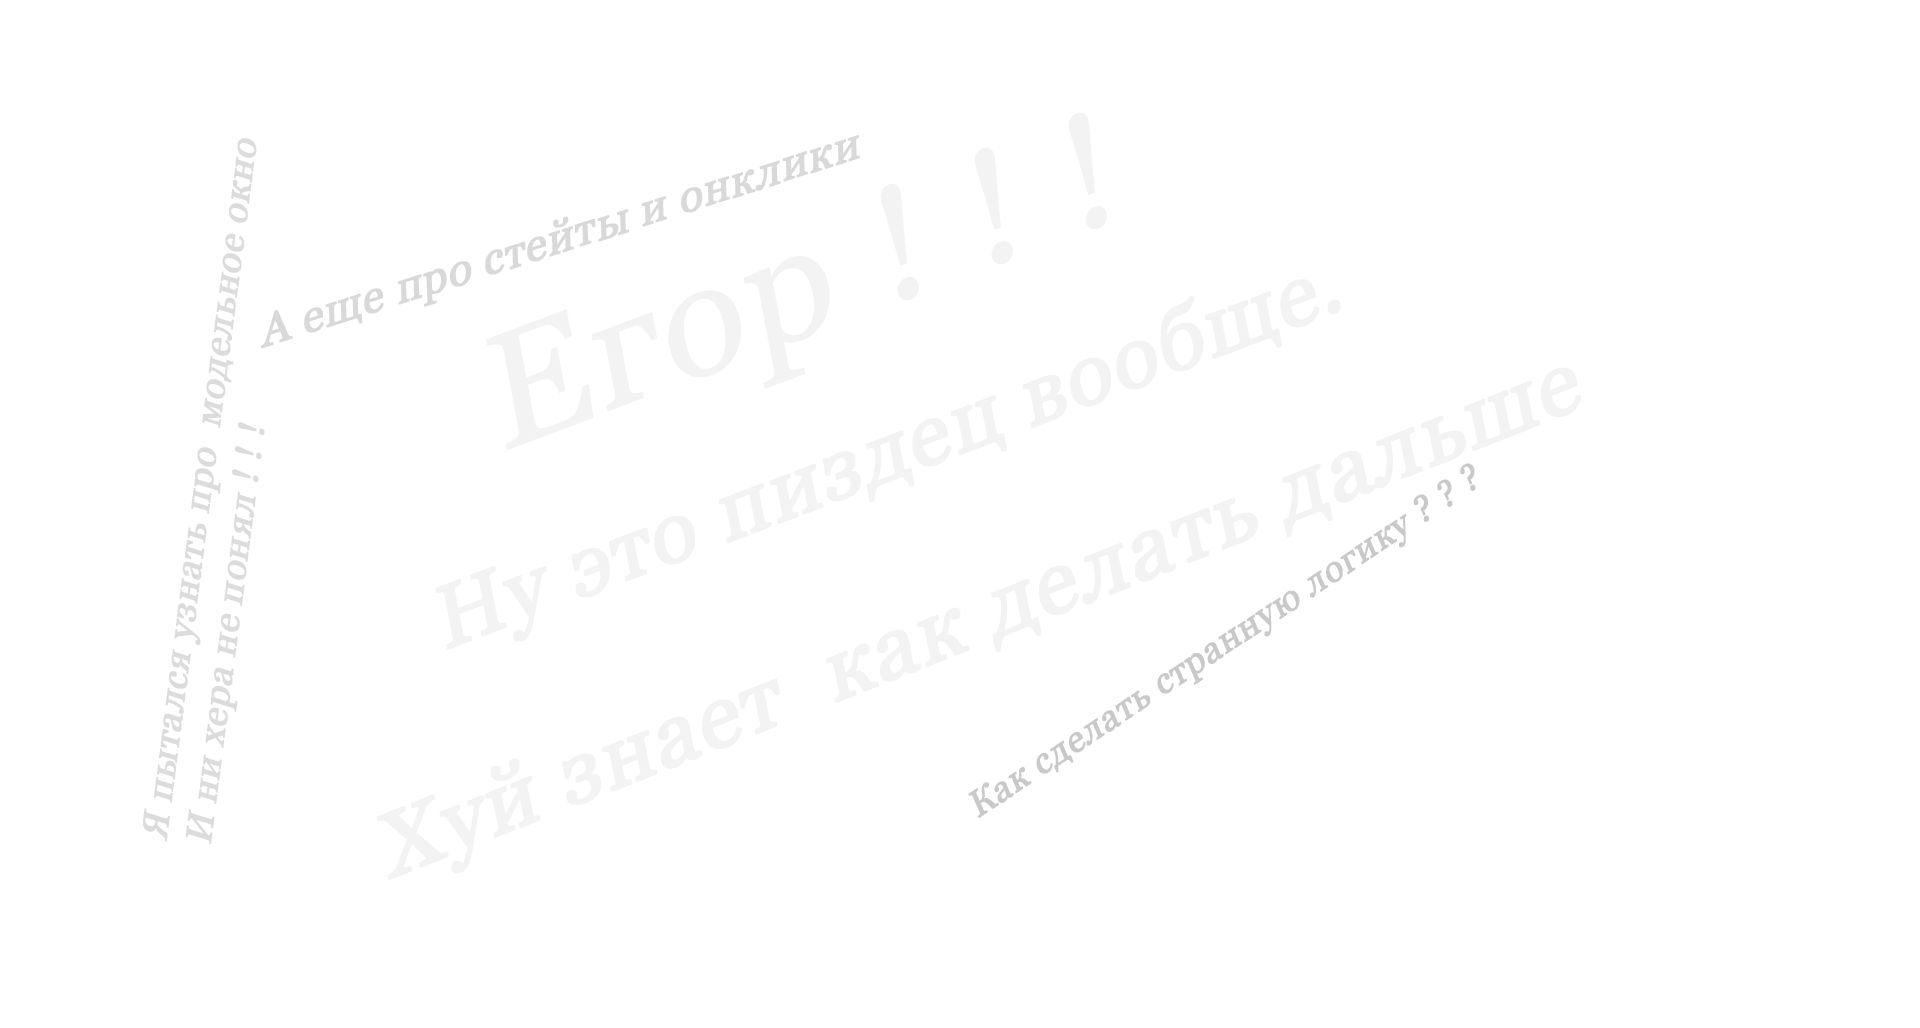 Я пытался узнать про  модельное окно
И ни хера не понял ! ! ! !
А еще про стейты и онклики
Егор ! ! !
Ну это пиздец вообще.
Хуй знает  как делать дальше
Как сделать странную логику ? ? ?